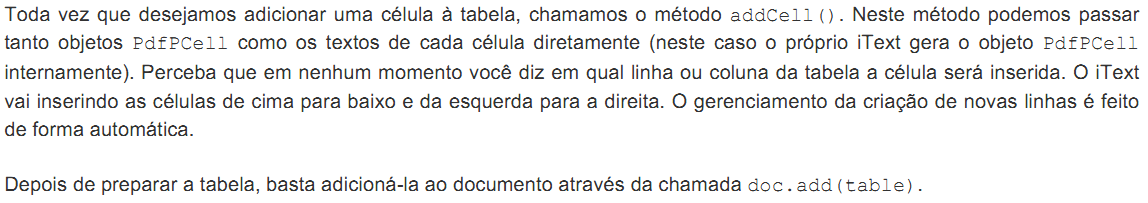 Toda vez que desejamos adicionar uma célula à tabela, chamamos o método addCell(). Neste método podemos passar
tanto objetos PdfPCell como os textos de cada célula diretamente (neste caso o próprio iText gera o objeto PdfPCell
internamente). Perceba que em nenhum momento você diz em qual linha ou coluna da tabela a célula será inserida. O iText
vai inserindo as células de cima para baixo e da esquerda para a direita. O gerenciamento da criação de novas linhas é feito
de forma automática.
Depois de preparar a tabela, basta adicioná-la ao documento através da chamada doc.add(table).